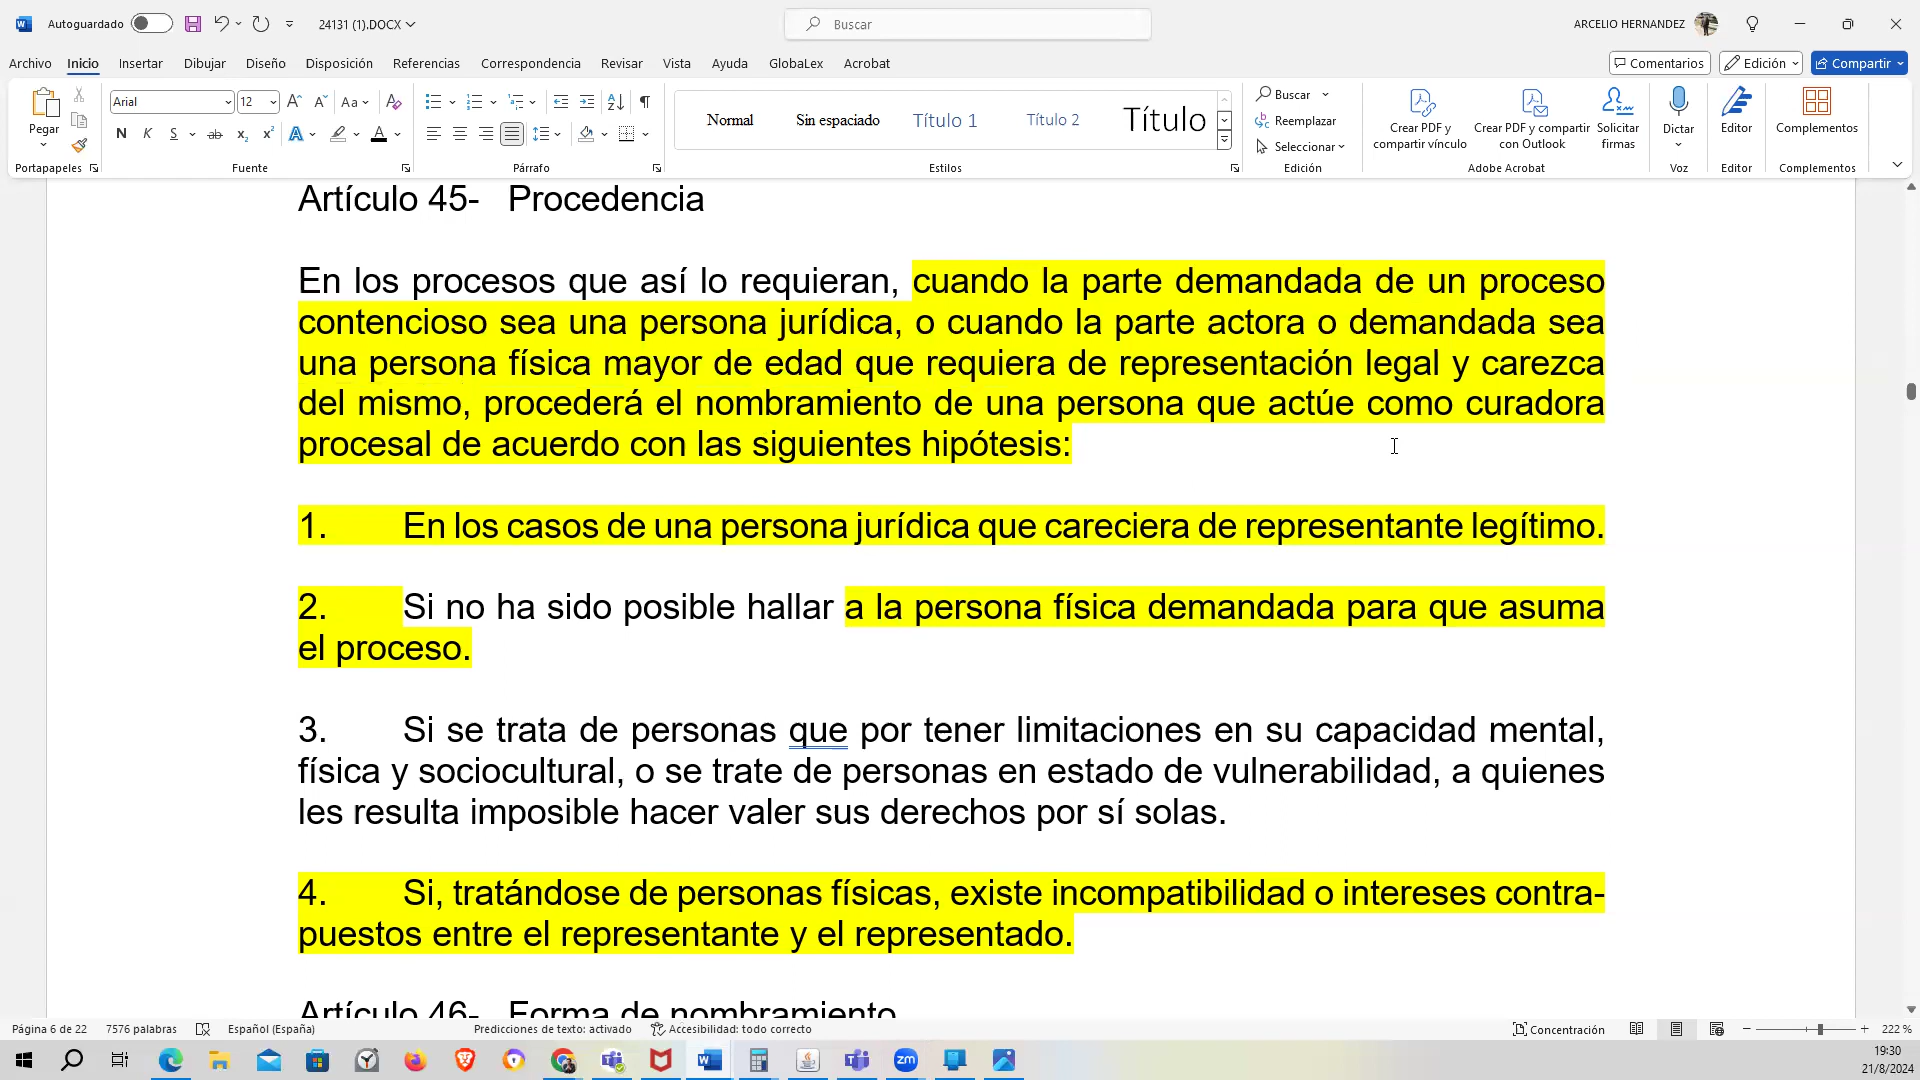 Autoguardado
24131 (1).DOCX
Buscar
ARCELIO HERNANDEZ
Archivo Inicio Insertar Dibujar Diseño Disposición Referencias Correspondencia Revisar Vista Ayuda GlobaLex Acrobat
Comentarios Edición Compartir
Pegar
Portapapeles
Arial 12
Fuente
Párrafo
Normal Sin espaciado Título 1 Título 2 Título
Estilos
Buscar
Reemplazar
Seleccionar
Edición
Crear PDF y
compartir vínculo
Crear PDF y compartir
con Outlook
Solicitar
firmas
Adobe Acrobat
Dictar
Voz
Editor
Editor
Complementos
Complementos
Artículo 45- Procedencia
En los procesos que así lo requieran, cuando la parte demandada de un proceso
contencioso sea una persona jurídica, o cuando la parte actora o demandada sea
una persona física mayor de edad que requiera de representación legal y carezca
del mismo, procederá el nombramiento de una persona que actúe como curadora
procesal de acuerdo con las siguientes hipótesis:
1. En los casos de una persona jurídica que careciera de representante legítimo.
2. Si no ha sido posible hallar a la persona física demandada para que asuma
el proceso.
3. Si se trata de personas que por tener limitaciones en su capacidad mental,
física y sociocultural, o se trate de personas en estado de vulnerabilidad, a quienes
les resulta imposible hacer valer sus derechos por sí solas.
4. Si, tratándose de personas físicas, existe incompatibilidad o intereses contra-
puestos entre el representante y el representado.
Artículo 46- Forma de nombramiento
Página 6 de 22 7576 palabras Español (España) Predicciones de texto: activado Accesibilidad: todo correcto Concentración 222 %
19:30
21/8/2024